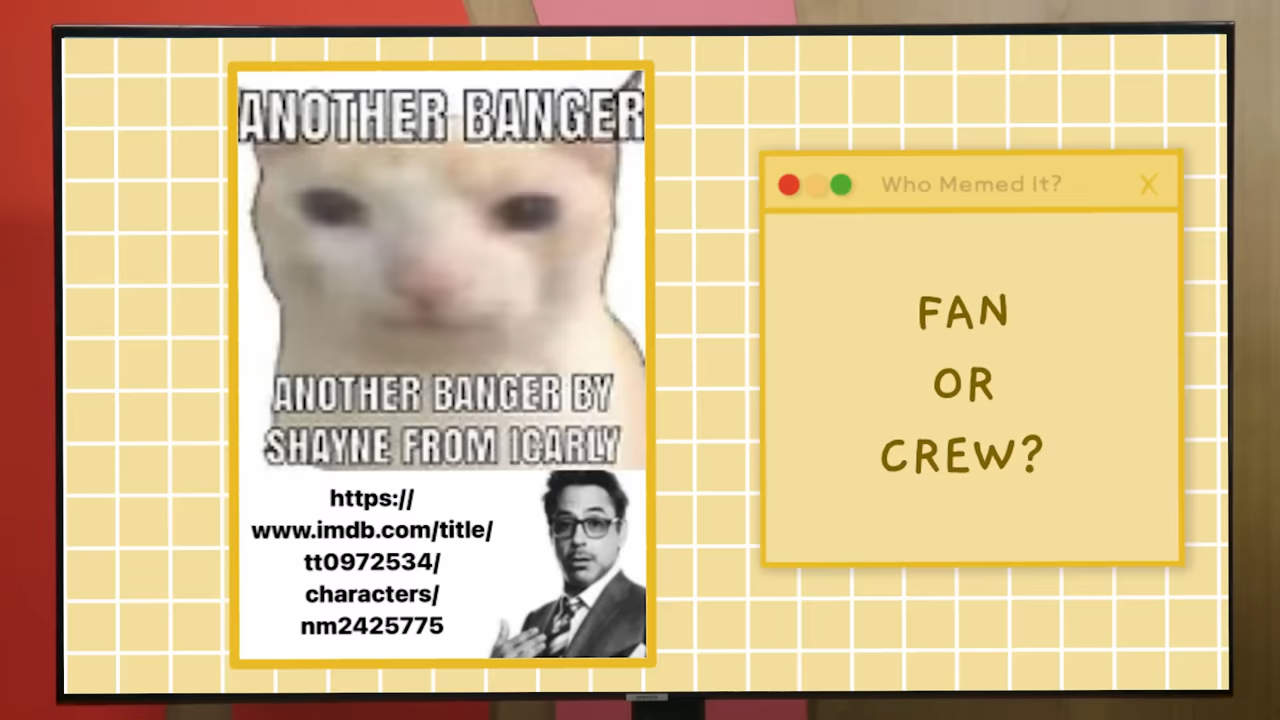 ANOTHER BANGER
ANOTHER BANGER BY
SHAYNE FROM ICARLY
https://
www.imdb.com/title/
tt0972534/
characters/
nm2425775
Who Memed It?
X
FAN
OR
CREW?